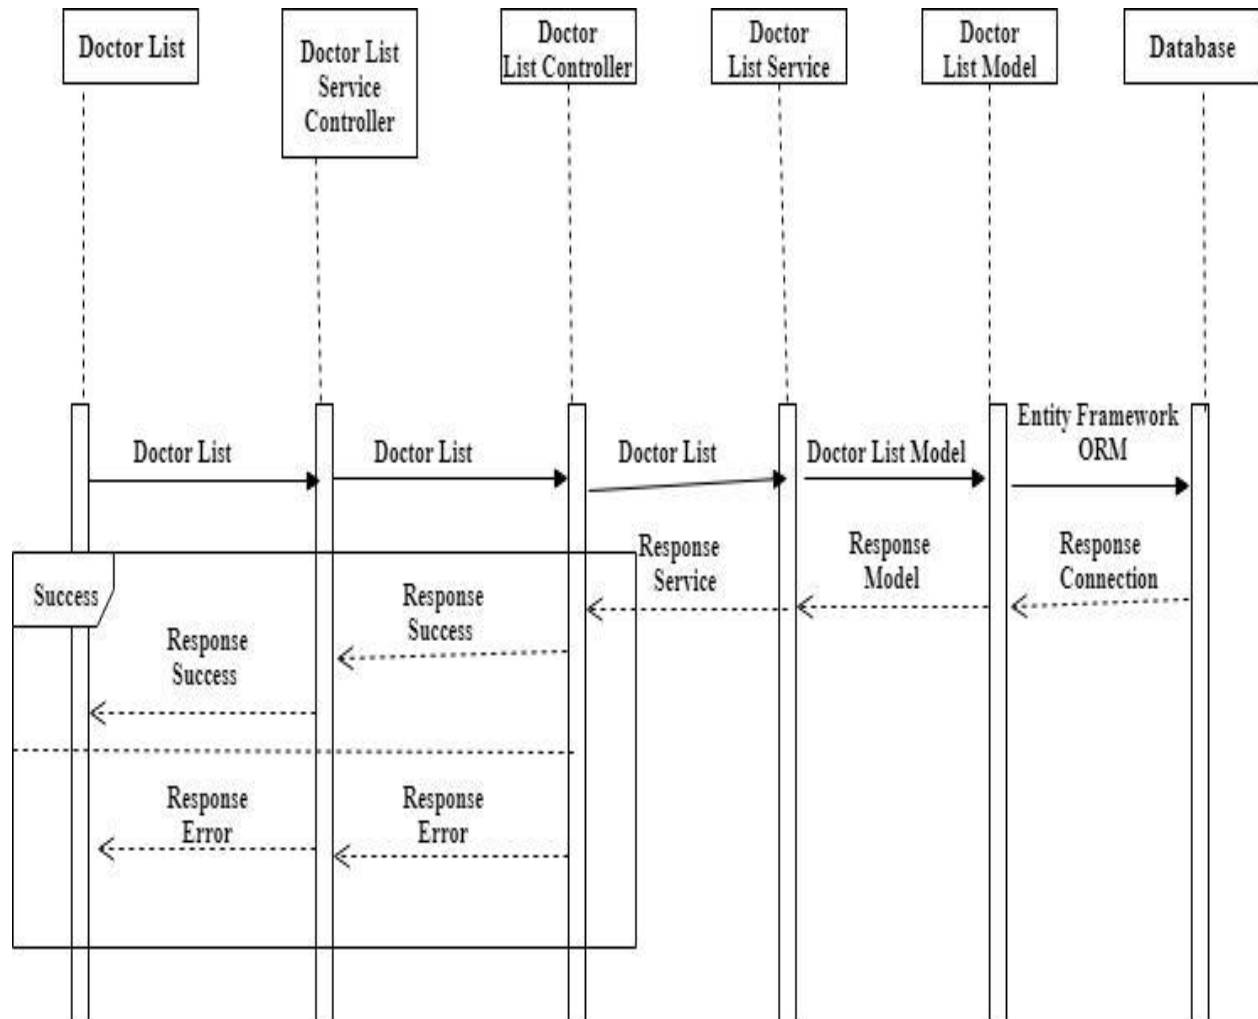 Doctor List
Doctor List
Service
Controller
Doctor
List Controller
Doctor
List Service
Doctor
List Model
Database
Doctor List
Doctor List
Doctor List
Doctor List Model
Entity Framework
ORM
Response
Service
Response
Model
Response
Connection
Success
Response
Success
Response
Success
Response
Error
Response
Error